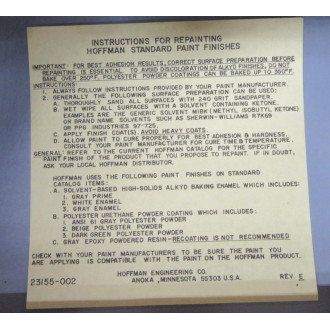 INSTRUCTIONS FOR REPAINTING
HOFFMAN STANDARD PAINT FINISHES
IMPORTANT: FOR BEST ADHESION RESULTS, CORRECT SURFACE PREPARATION BEFORE
REPAINTING IS ESSENTIAL. TO AVOID DISCOLORATION OF ALKYD FINISHES, DO NOT
BAKE OVER 250°F. POLYESTER POWDER COATINGS CAN BE BAKED UP TO 350°F.
INSTRUCTIONS:
1. ALWAYS FOLLOW INSTRUCTIONS PROVIDED BY YOUR PAINT MANUFACTURER.
2. GENERALLY THE FOLLOWING SURFACE PREPARATION CAN BE USED:
A. THOROUGHLY SAND ALL SURFACES WITH 240 GRIT SANDPAPER.
B. WET WIPE ALL SURFACES WITH A SOLVENT CONTAINING KETONE.
EXAMPLES ARE THE GENERIC SOLVENT MIBK (METHYL ISOBUTYL KETONE)
OR BRAND NAME SOLVENTS SUCH AS SHERWIN-WILLIAMS R7K69
OR PPG INDUSTRIES 97-725.
C. APPLY FINISH COAT(S) AVOID HEAVY COATS.
D. ALLOW PAINT TO CURE PROPERLY FOR BEST ADHESION & HARDNESS.
CONSULT YOUR PAINT MANUFACTURER FOR CURE TIME & TEMPERATURE.
GENERAL: REFER TO THE CURRENT HOFFMAN CATALOG FOR THE SPECIFIC
PAINT FINISH OF THE PRODUCT THAT YOU PROPOSE TO REPAINT. IF IN DOUBT,
ASK YOUR LOCAL HOFFMAN DISTRIBUTOR.
HOFFMAN USES THE FOLLOWING PAINT FINISHES ON STANDARD
CATALOG ITEMS:
A. SOLVENT-BASED HIGH-SOLIDS ALKYD BAKING ENAMEL WHICH INCLUDES:
1. GRAY PRIME
2. WHITE ENAMEL
3. GRAY ENAMEL
B. POLYESTER URETHANE POWDER COATING WHICH INCLUDES:
1. ANSI 61 GRAY POLYESTER POWDER
2. BEIGE POLYESTER POWDER
3. DARK GREEN POLYESTER POWDER
C. GRAY EPOXY POWDERED RESIN-RECOATING IS NOT RECOMMENDED
CHECK WITH YOUR PAINT MANUFACTURERS TO BE SURE THE PAINT YOU
ARE APPLYING IS COMPATIBLE WITH THE PAINT ON THE HOFFMAN PRODUCT.
HOFFMAN ENGINEERING CO.
ANOKA, MINNESOTA 55303 U.S.A.
23155-002
REV. E